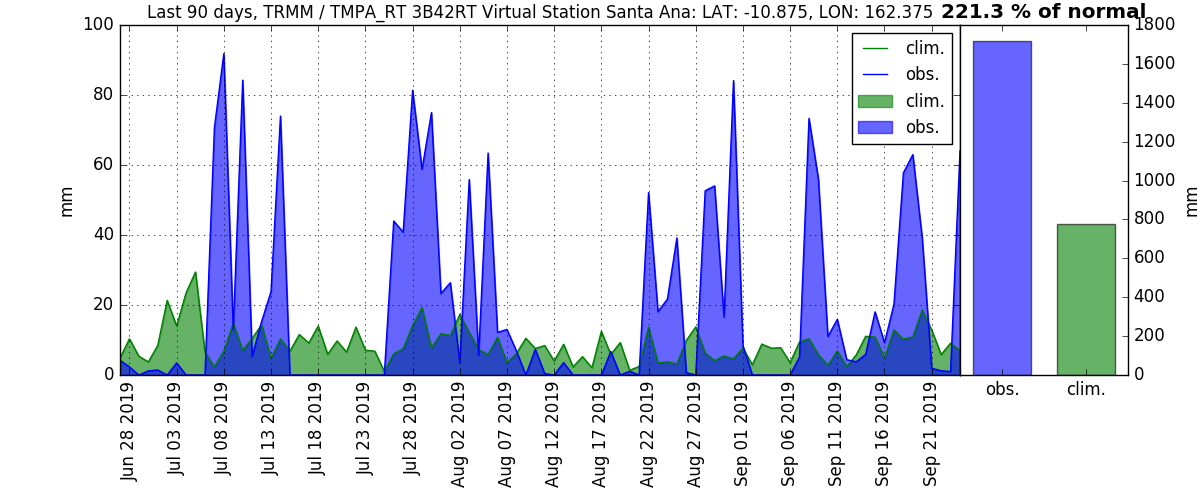 Last 90 days, TRMM / TMPA_RT 3B42RT Virtual Station Santa Ana: LAT: -10.875, LON: 162.375 221.3 % of normal
100
80
60
40
20
0
mm
clim.
obs.
clim.
obs.
1800
1600
1400
1200
1000
800
600
400
200
0
mm
Jun 28 2019
Jul 03 2019
Jul 08 2019
Jul 13 2019
Jul 18 2019
Jul 23 2019
Jul 28 2019
Aug 02 2019
Aug 07 2019
Aug 12 2019
Aug 17 2019
Aug 22 2019
Aug 27 2019
Sep 01 2019
Sep 06 2019
Sep 11 2019
Sep 16 2019
Sep 21 2019
obs.
clim.